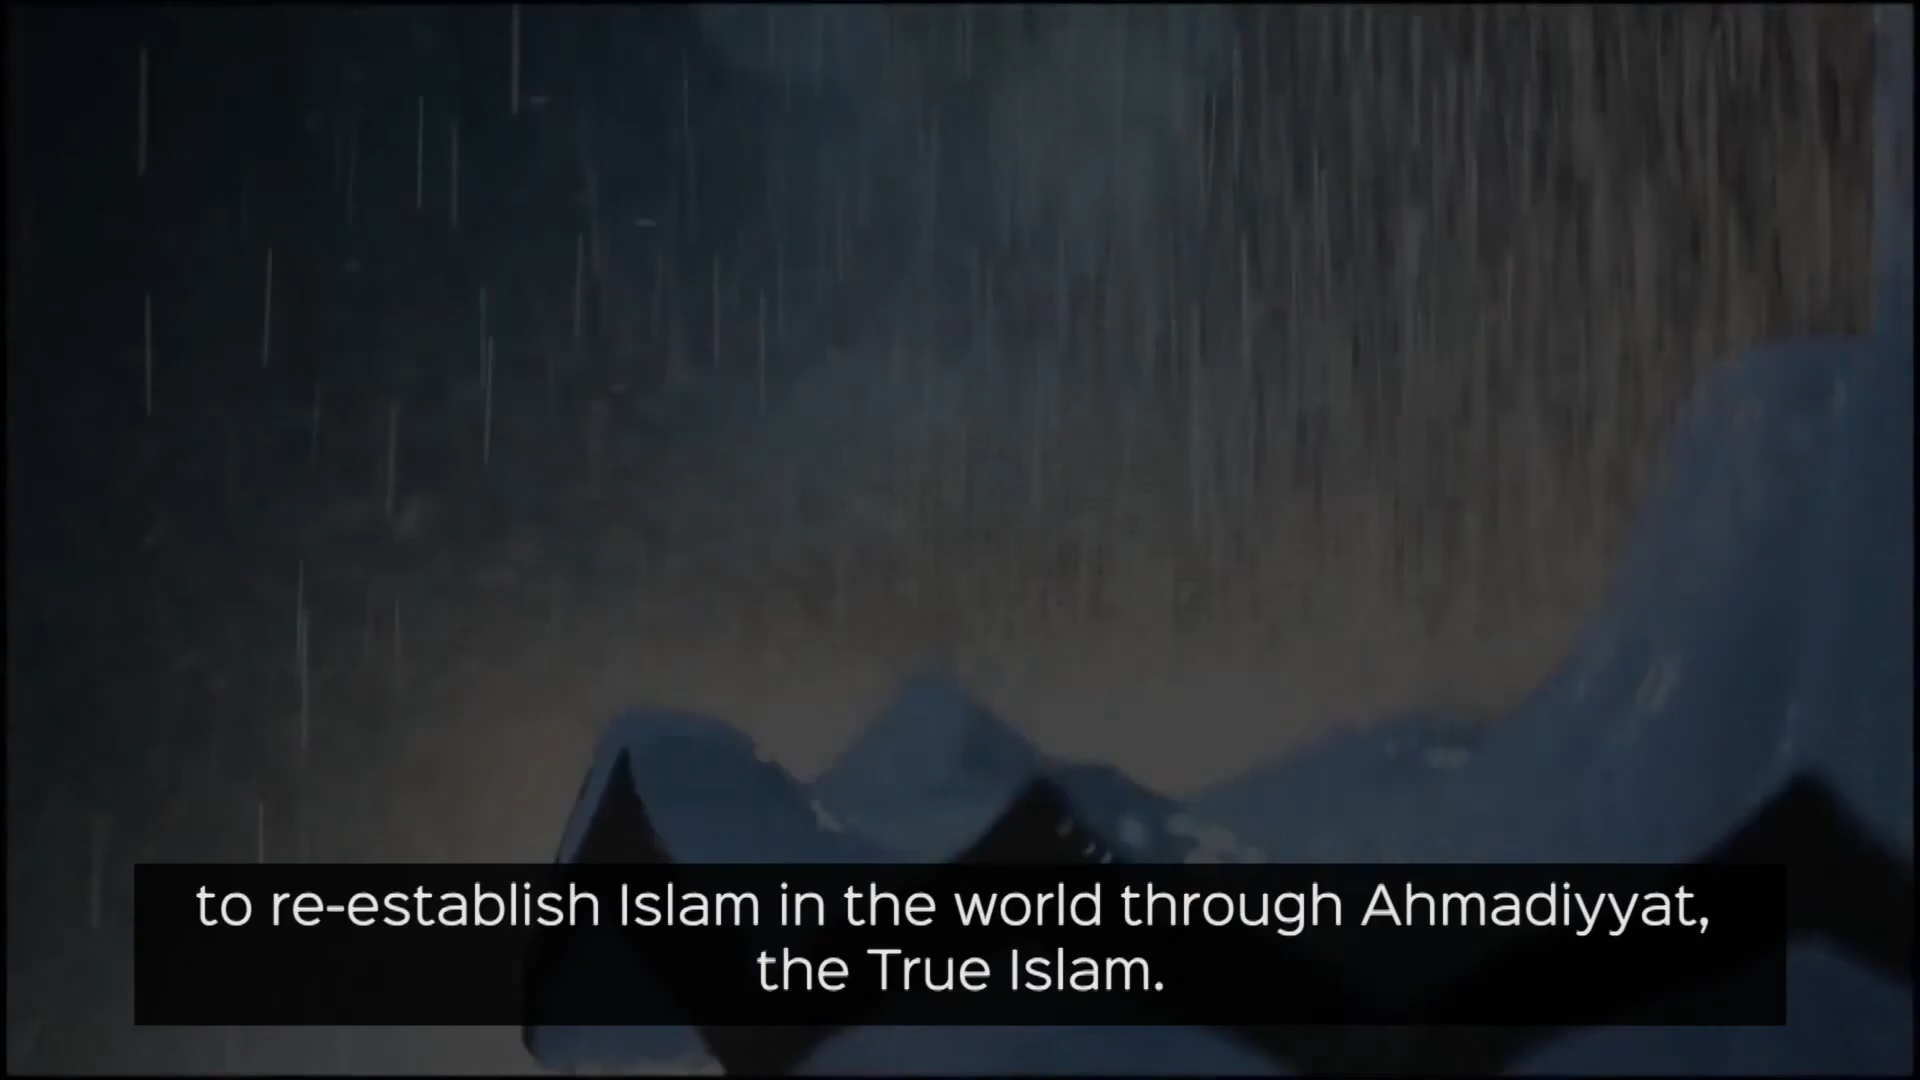 to re-establish Islam in the world through Ahmadiyyat,
the True Islam.